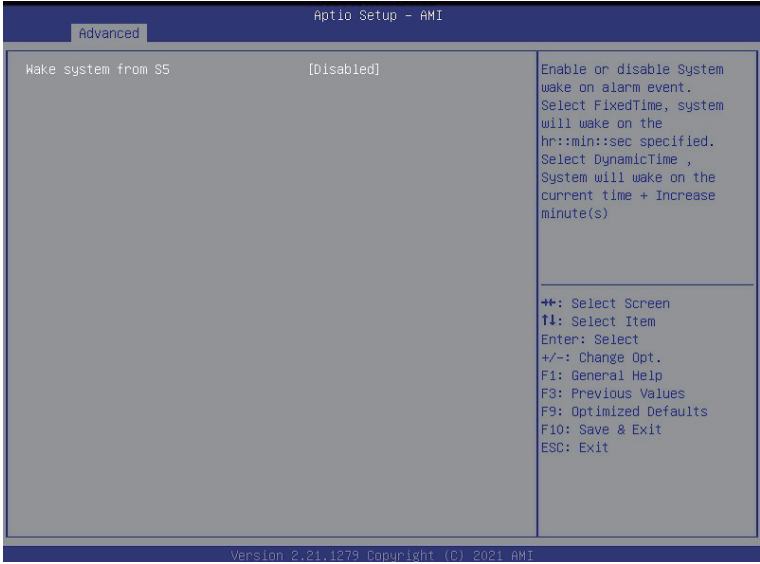 Aptio Setup – AMI
Advanced
Wake system from S5 [Disabled]
Enable or disable System
wake on alarm event.
Select FixedTime, system
will wake on the
hr::min::sec specified.
Select DynamicTime ,
System will wake on the
current time + Increase
minute(s)
→←: Select Screen
↑↓: Select Item
Enter: Select
+/-: Change Opt.
F1: General Help
F3: Previous Values
F9: Optimized Defaults
F10: Save & Exit
ESC: Exit
Version 2.21.1279 Copyright (C) 2021 AMI